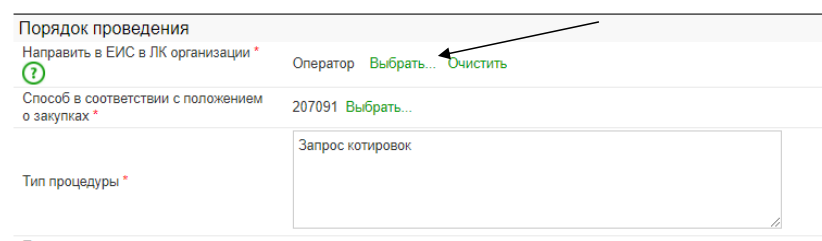 Порядок проведения
Направить в ЕИС в ЛК организации *
?
Оператор Выбрать... Очистить
Способ в соответствии с положением
о закупках *
207091 Выбрать...
Запрос котировок
Тип процедуры *